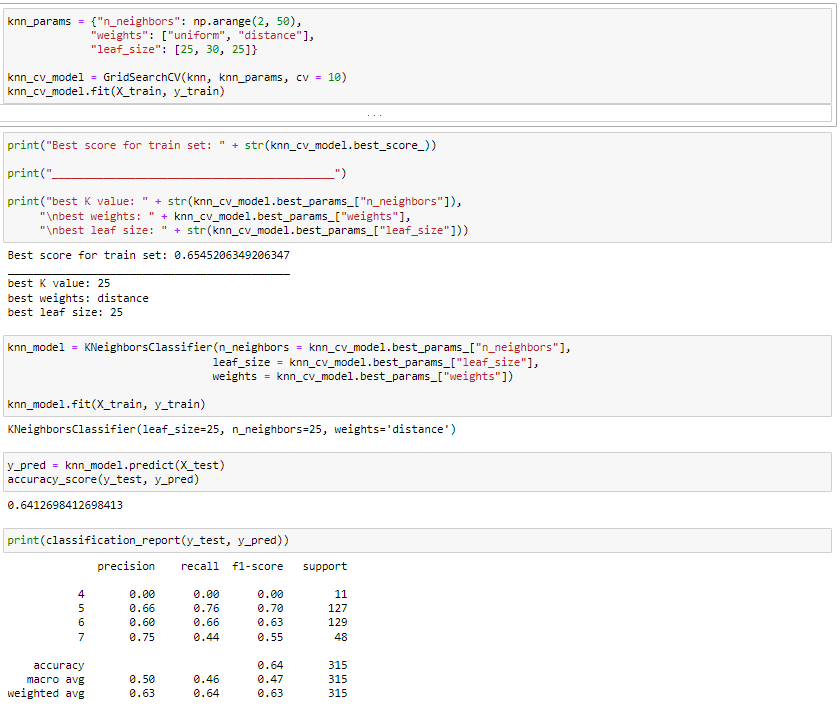 knn_params = {"n_neighbors": np.arange(2, 50),
"weights": ["uniform", "distance"],
"leaf_size": [25, 30, 25]}
knn_cv_model = GridSearchCV(knn, knn_params, cv = 10)
knn_cv_model.fit(X_train, y_train)
...
print("Best score for train set: " + str(knn_cv_model.best_score_))
print("____________________________________________")
print("best K value: " + str(knn_cv_model.best_params_["n_neighbors"]),
"\nbest weights: " + knn_cv_model.best_params_["weights"],
"\nbest leaf size: " + str(knn_cv_model.best_params_["leaf_size"]))
Best score for train set: 0.6545206349206347
____________________________________________
best K value: 25
best weights: distance
best leaf size: 25
knn_model = KNeighborsClassifier(n_neighbors = knn_cv_model.best_params_["n_neighbors"],
leaf_size = knn_cv_model.best_params_["leaf_size"],
weights = knn_cv_model.best_params_["weights"])
knn_model.fit(X_train, y_train)
KNeighborsClassifier(leaf_size=25, n_neighbors=25, weights='distance')
y_pred = knn_model.predict(X_test)
accuracy_score(y_test, y_pred)
0.6412698412698413
print(classification_report(y_test, y_pred))
precision recall f1-score support
4 0.00 0.00 0.00 11
5 0.66 0.76 0.70 127
6 0.60 0.66 0.63 129
7 0.75 0.44 0.55 48
accuracy 0.64 315
macro avg 0.50 0.46 0.47 315
weighted avg 0.63 0.64 0.63 315